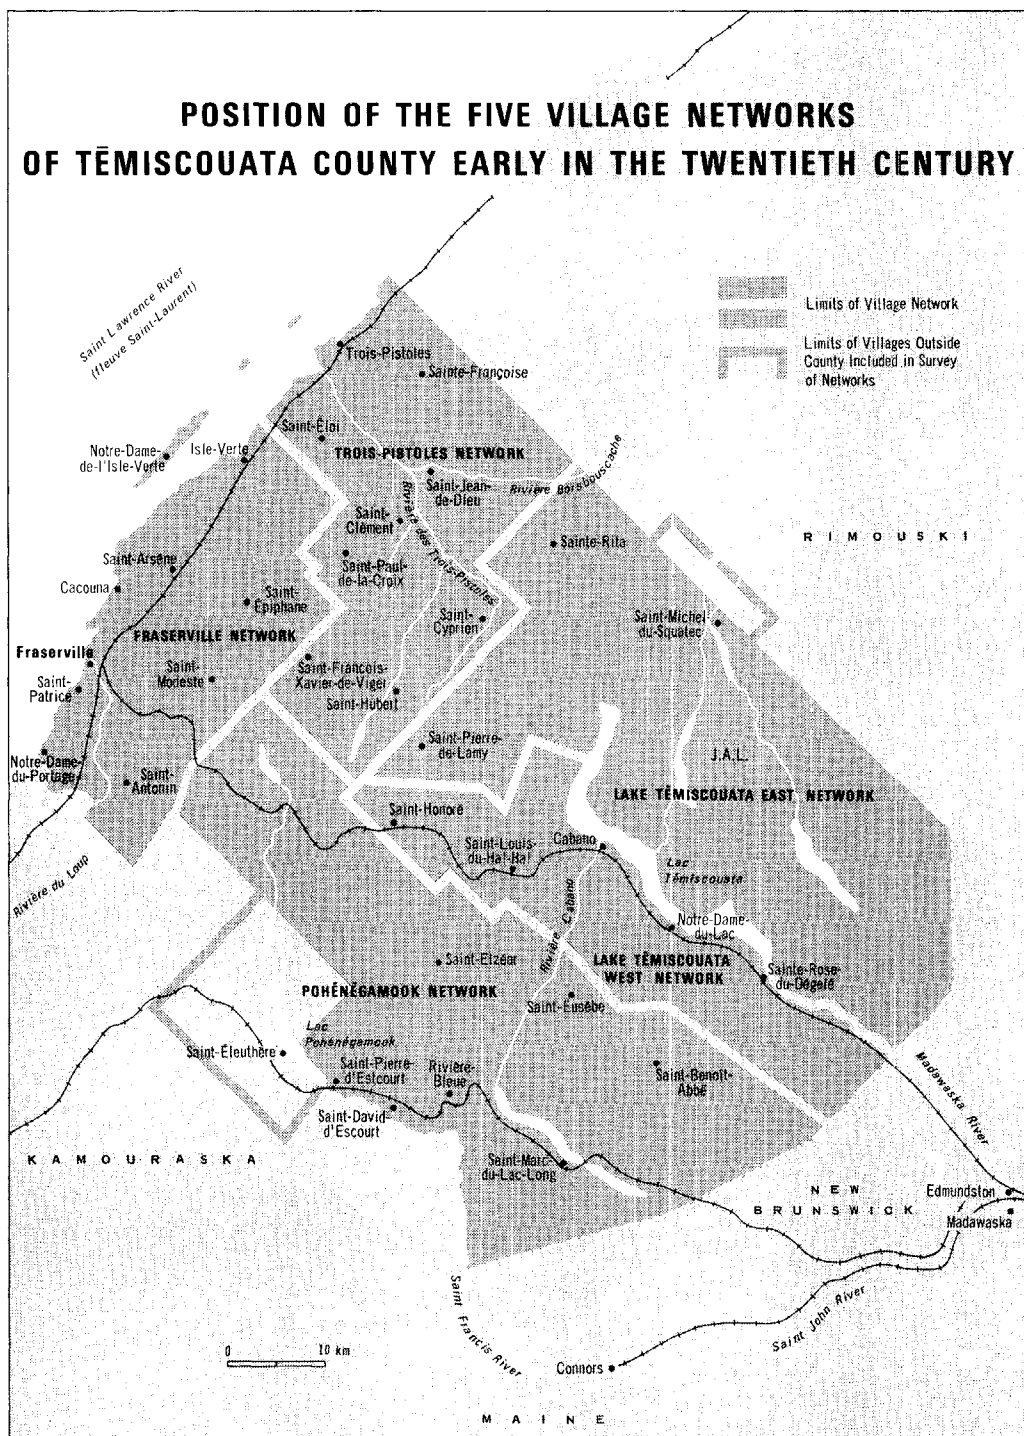 POSITION OF THE FIVE VILLAGE NETWORKS
OF TĒMISCOUATA COUNTY EARLY IN THE TWENTIETH CENTURY
Saint Lawrence River
(fleuve Saint-Laurent)
Limits of Village Network
Limits of Villages Outside
County Included in Survey
of Networks
Trois-Pistoles
Sainte-Françoise
Saint-Éloi
Notre-Dame-
de-l'Isle-Verte
Isle-Verte
TROIS-PISTOLES NETWORK
Saint-Jean-
de-Dieu
Rivière Boisbouscache
Saint-
Clément
Rivière des Trois-Pistoles
RIMOUSKI
Sainte-Rita
Saint-Arsène
Saint-Paul-
de-la-Croix
Cacouna
Saint-
Épiphane
Saint-
Cyprien
Saint-Michel-
du-Squatec
FRASERVILLE NETWORK
Fraserville
Saint-
Patrice
Saint-
Modeste
Saint-François-
Xavier-de-Viger
Saint-Hubert
Saint-Pierre-
de-Lamy
J.A.L.
Notre-Dame-
du-Portage
Saint-
Antonin
LAKE TÉMISCOUATA EAST NETWORK
Saint-Honoré
Saint-Louis-
du-Ha!-Ha!
Cabano
Rivière du Loup
Lac
Témiscouata
Rivière Cabano
Notre-Dame-
du-Lac
Saint-Elzéar
LAKE TÉMISCOUATA
WEST NETWORK
Sainte-Rose-
du-Dégelé
POHÉNÉGAMOOK NETWORK
Saint-Eusèbe
Lac
Pohénégamook
Saint-Éleuthère
Saint-Pierre-
d'Estcourt
Rivière-
Bleue
Saint-Benoît-
Abbé
Madawaska River
Saint-David
d'Escourt
KAMOURASKA
Saint-Marc-
du-Lac-Long
NEW
BRUNSWICK
Edmundston
Madawaska
Saint Francis River
Saint John River
0 10 km
Connors
MAINE